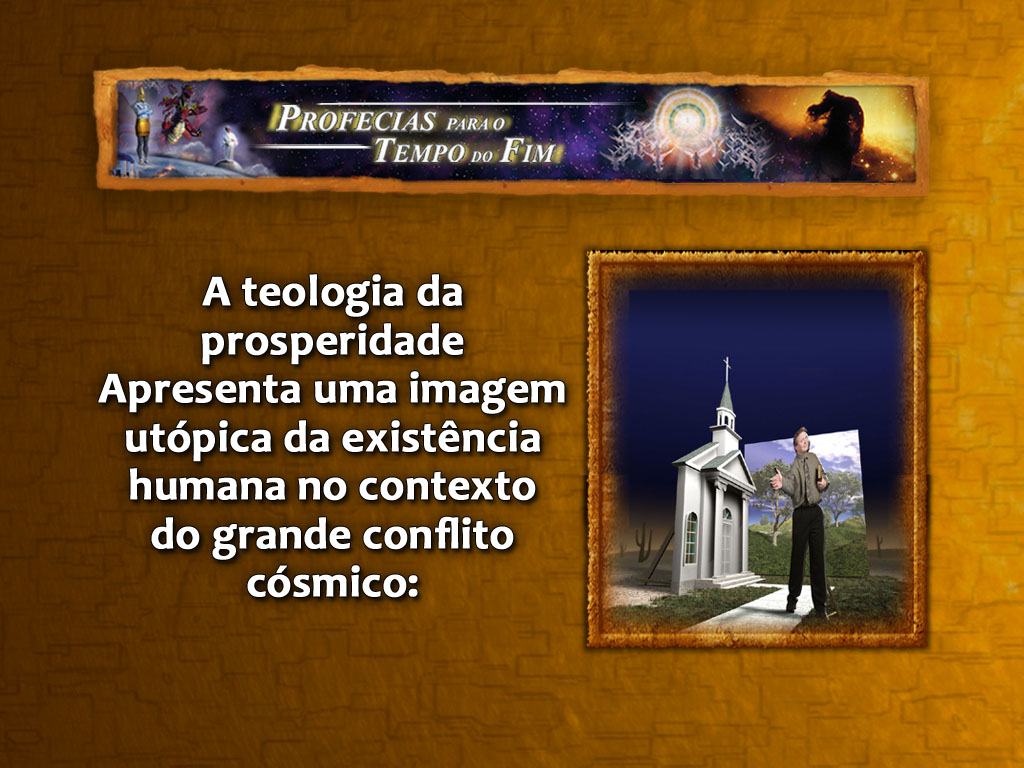 PROFECIAS PARA O
TEMPO DO FIM
A teologia da
prosperidade
Apresenta uma imagem
utópica da existência
humana no contexto
do grande conflito
cósmico: